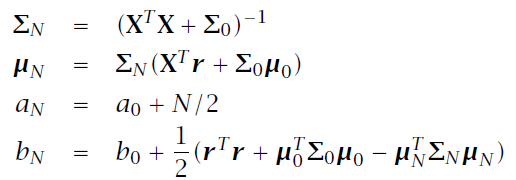 Σ_N = (X^T X + Σ_0)^{-1}
μ_N = Σ_N (X^T r + Σ_0 μ_0)
a_N = a_0 + N/2
b_N = b_0 + \frac{1}{2} (r^T r + μ_0^T Σ_0 μ_0 − μ_N^T Σ_N μ_N)